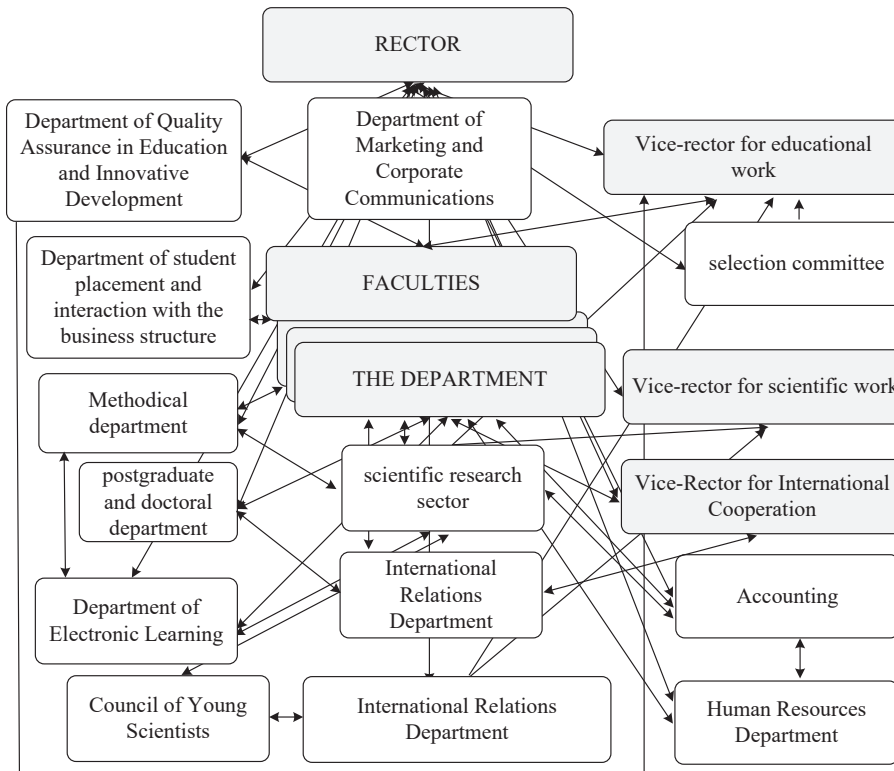 RECTOR
Department of Quality
Assurance in Education
and Innovative
Development
Department of
Marketing and
Corporate
Communications
Vice-rector for educational
work
Department of student
placement and
interaction with the
business structure
FACULTIES
selection committee
THE DEPARTMENT
Vice-rector for scientific work
Methodical
department
postgraduate
and doctoral
department
scientific research
sector
Vice-Rector for International
Cooperation
Department of
Electronic Learning
International
Relations
Department
Accounting
Council of Young
Scientists
International Relations
Department
Human Resources
Department